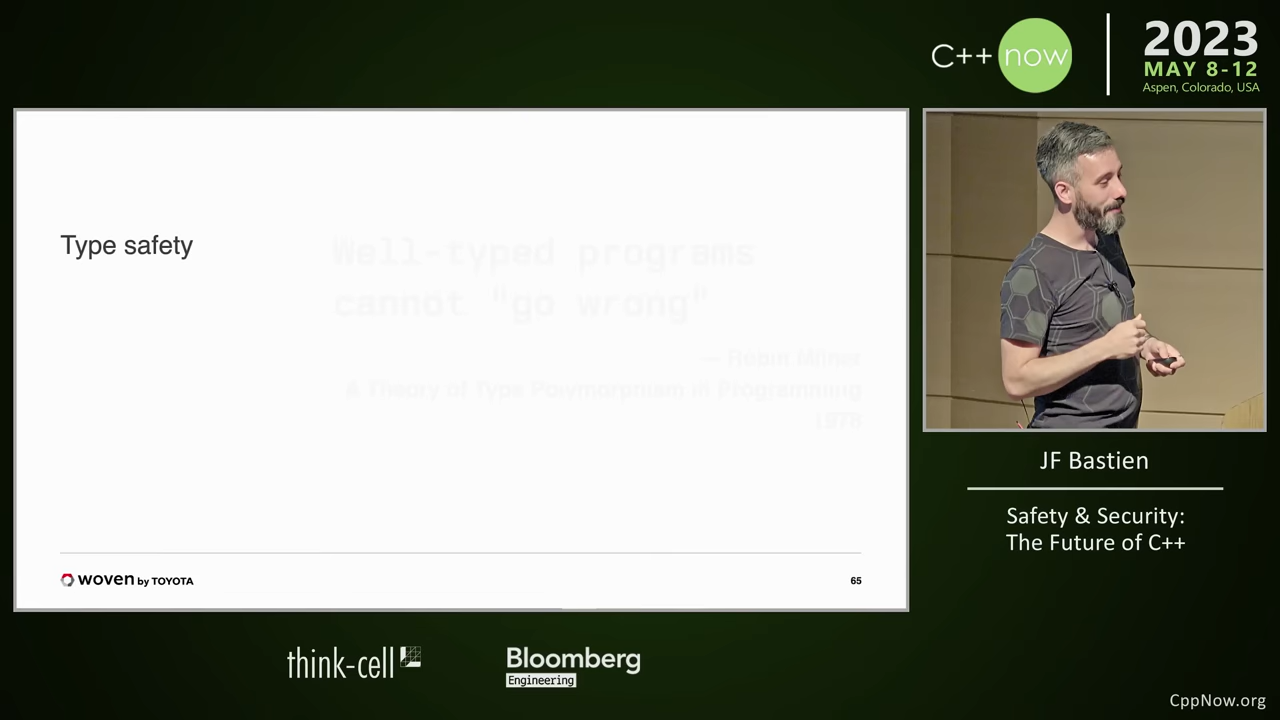 C++ now
2023
MAY 8-12
Aspen, Colorado, USA
Type safety
Well-typed programs
cannot "go wrong"
— Robin Milner
A Theory of Type Polymorphism in Programming
1978
woven by TOYOTA
65
JF Bastien
Safety & Security:
The Future of C++
think-cell
Bloomberg
Engineering
CppNow.org